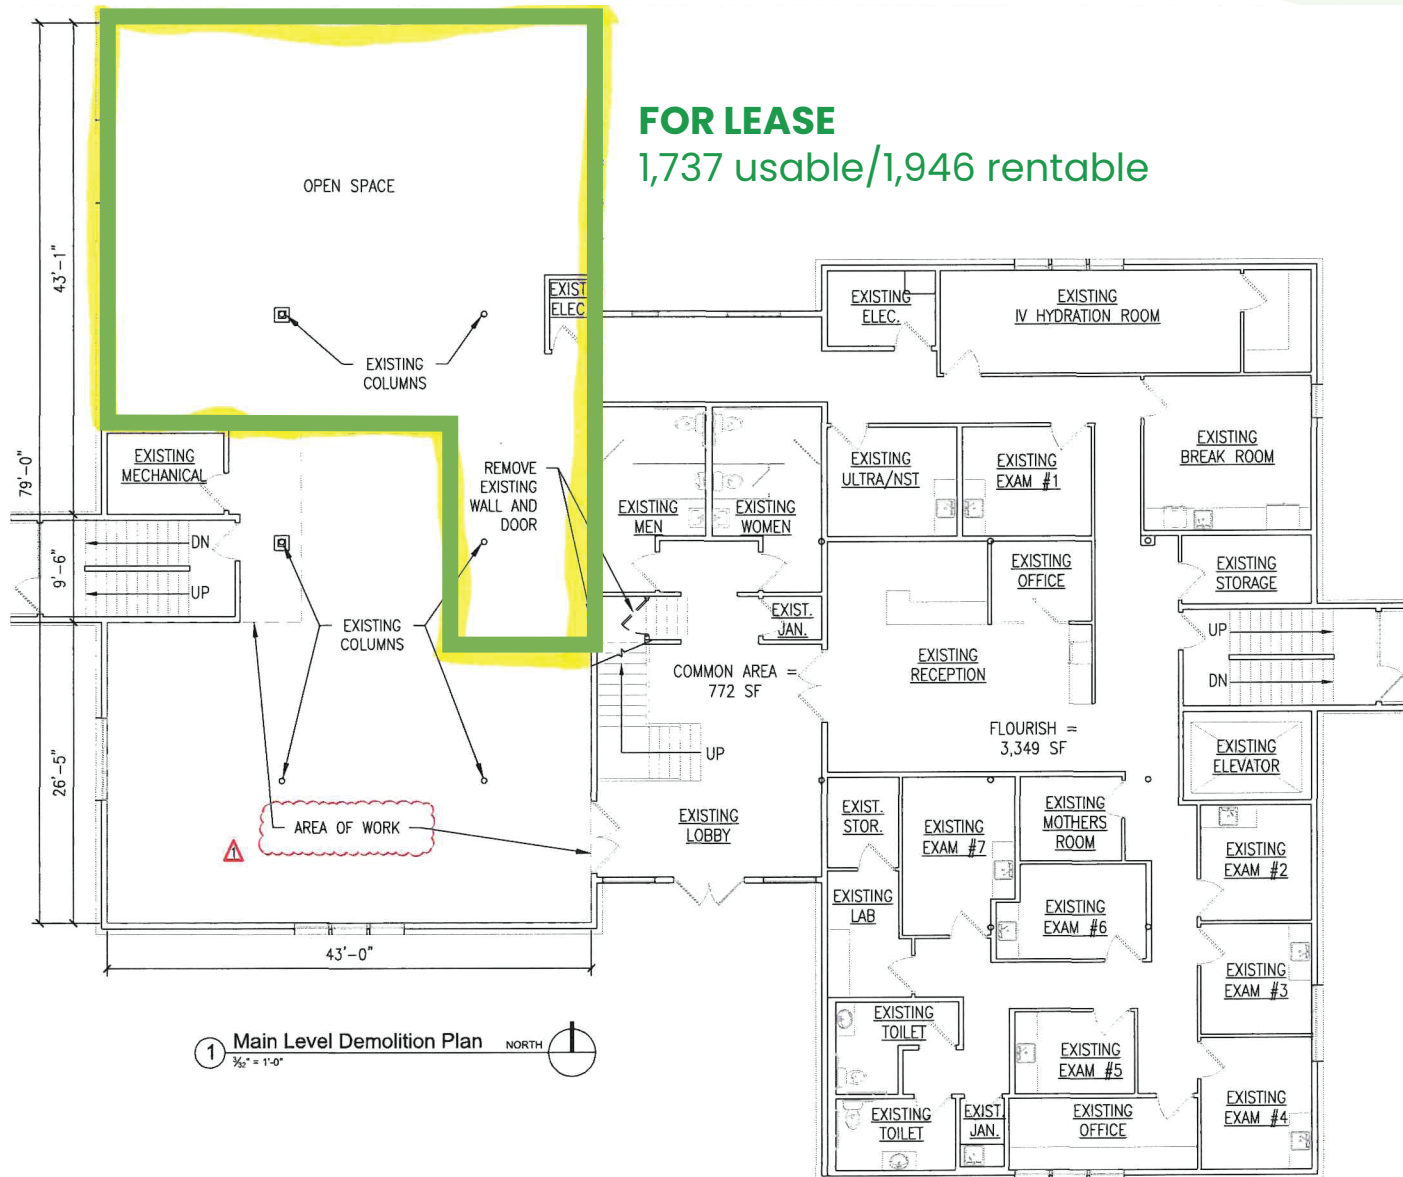 FOR LEASE
1,737 usable/1,946 rentable
OPEN SPACE
43'-1"
79'-0"
9'-6"
26'-5"
43'-0"
EXIST
ELEC
EXISTING
COLUMNS
EXISTING
MECHANICAL
DN
UP
REMOVE
EXISTING
WALL AND
DOOR
EXISTING
COLUMNS
AREA OF WORK
1
EXISTING
ELEC.
EXISTING
IV HYDRATION ROOM
EXISTING
BREAK ROOM
EXISTING
ULTRA/NST
EXISTING
EXAM #1
EXISTING
MEN
EXISTING
WOMEN
EXISTING
OFFICE
EXISTING
STORAGE
EXIST.
JAN.
UP
DN
COMMON AREA =
772 SF
EXISTING
RECEPTION
FLOURISH =
3,349 SF
UP
EXISTING
ELEVATOR
EXISTING
LOBBY
EXIST.
STOR.
EXISTING
EXAM #7
EXISTING
MOTHERS
ROOM
EXISTING
EXAM #2
EXISTING
LAB
EXISTING
EXAM #6
EXISTING
EXAM #3
EXISTING
TOILET
EXISTING
EXAM #5
EXISTING
EXAM #4
EXISTING
TOILET
EXIST.
JAN.
EXISTING
OFFICE
1
Main Level Demolition Plan
3/32" = 1'-0"
NORTH